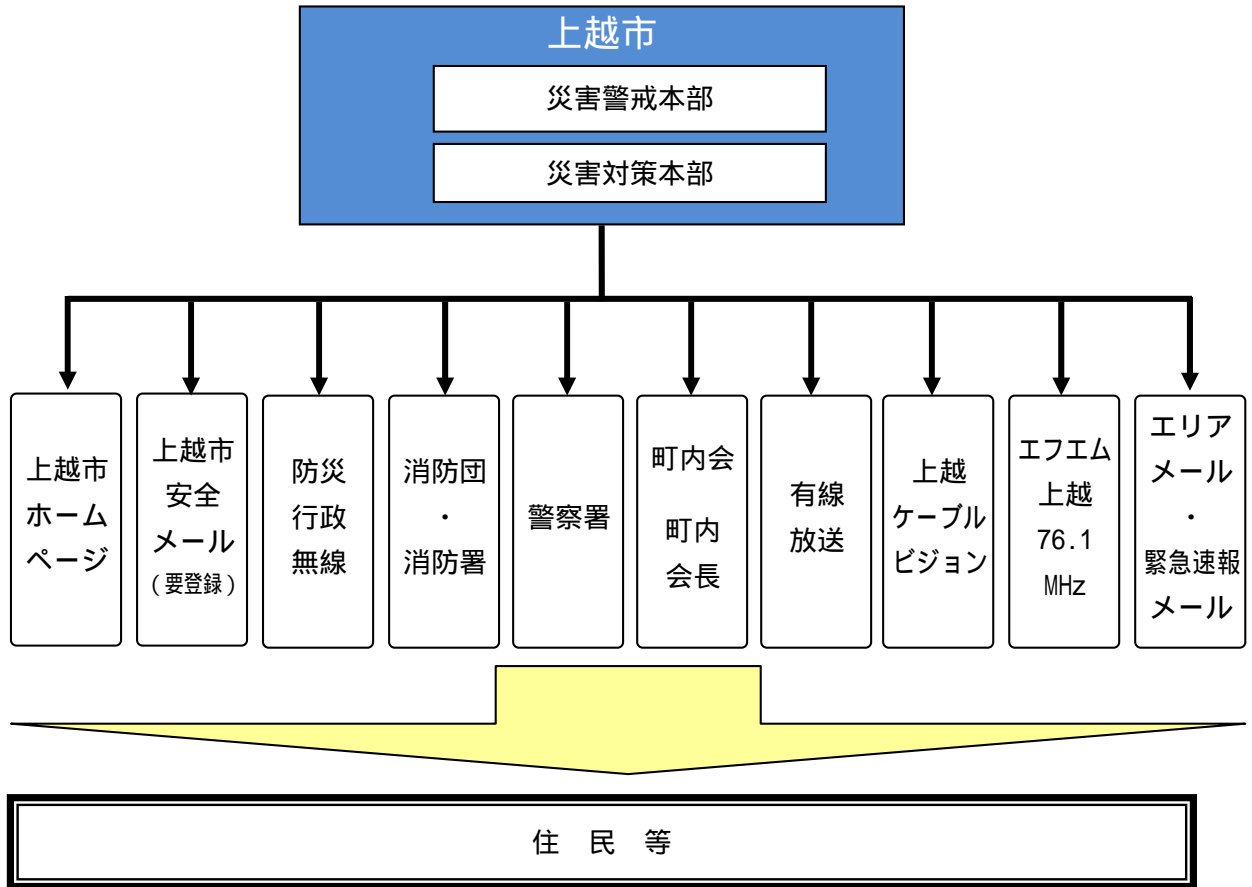 上越市
災害警戒本部
災害対策本部
上越市
ホーム
ページ
上越市
安全
メール
(要登録)
防災
行政
無線
消防団
・
消防署
警察署
町内会
町内
会長
有線
放送
上越
ケーブル
ビジョン
エフエム
上越
76.1
MHz
エリア
メール
・
緊急速報
メール
住 民 等